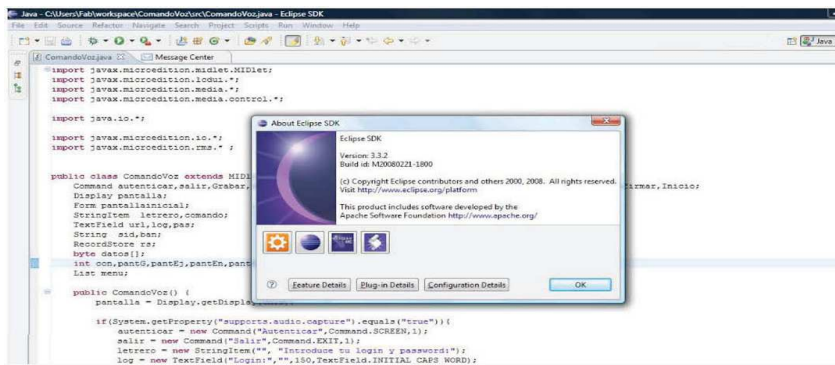 Java - C:\Users\Fab\workspace\ComandoVoz\src\ComandoVoz.java - Eclipse SDK
File Edit Source Refactor Navigate Search Project Scripts Run Window Help
Java
ComandoVoz.java Message Center
import javax.microedition.midlet.MIDlet;
import javax.microedition.lcdui.*;
import javax.microedition.media.*;
import javax.microedition.media.control.*;
import java.io.*;
import javax.microedition.io.*;
import javax.microedition.rms.* ;
public class ComandoVoz extends MIDl
Command autenticar,salir,Grabar,
irmar,Inicio;
Display pantalla;
Form pantallainicial;
StringItem letrero,comando;
TextField url,log,pas;
String sid,ban;
RecordStore rs;
byte datos[];
int con,pantG,pantEj,pantEn,pant
List menu;
public ComandoVoz() {
pantalla = Display.getDispla
if(System.getProperty("supports.audio.capture").equals("true")){
autenticar = new Command("Autenticar",Command.SCREEN,1);
salir = new Command("Salir",Command.EXIT,1);
letrero = new StringItem("", "Introduce tu login y password:");
log = new TextField("Login:","",150,TextField.INITIAL_CAPS_WORD);
About Eclipse SDK
Eclipse SDK
Version: 3.3.2
Build id: M20080221-1800
(c) Copyright Eclipse contributors and others 2000, 2008. All rights reserved.
Visit http://www.eclipse.org/platform
This product includes software developed by the
Apache Software Foundation http://www.apache.org/
Feature Details Plug-in Details Configuration Details OK